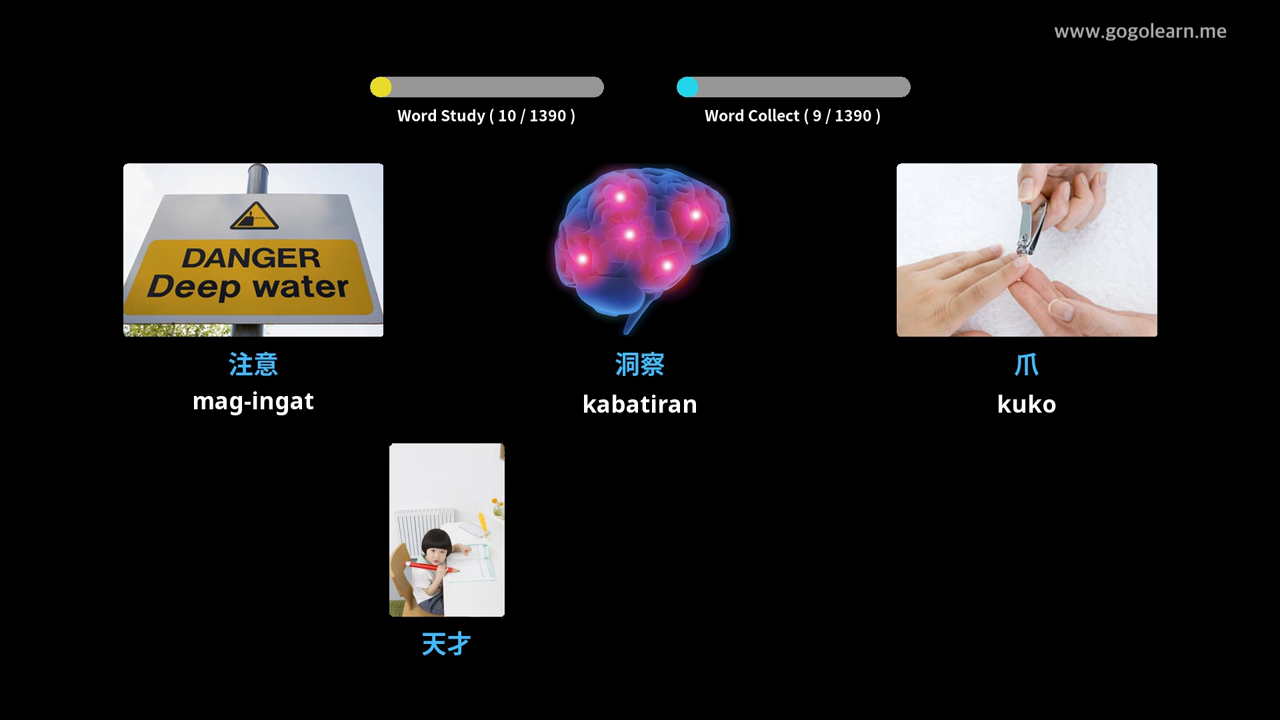 www.gogolearn.me
Word Study ( 10 / 1390 )
Word Collect ( 9 / 1390 )
DANGER
Deep water
注意
洞察
爪
mag-ingat
kabatiran
kuko
天才